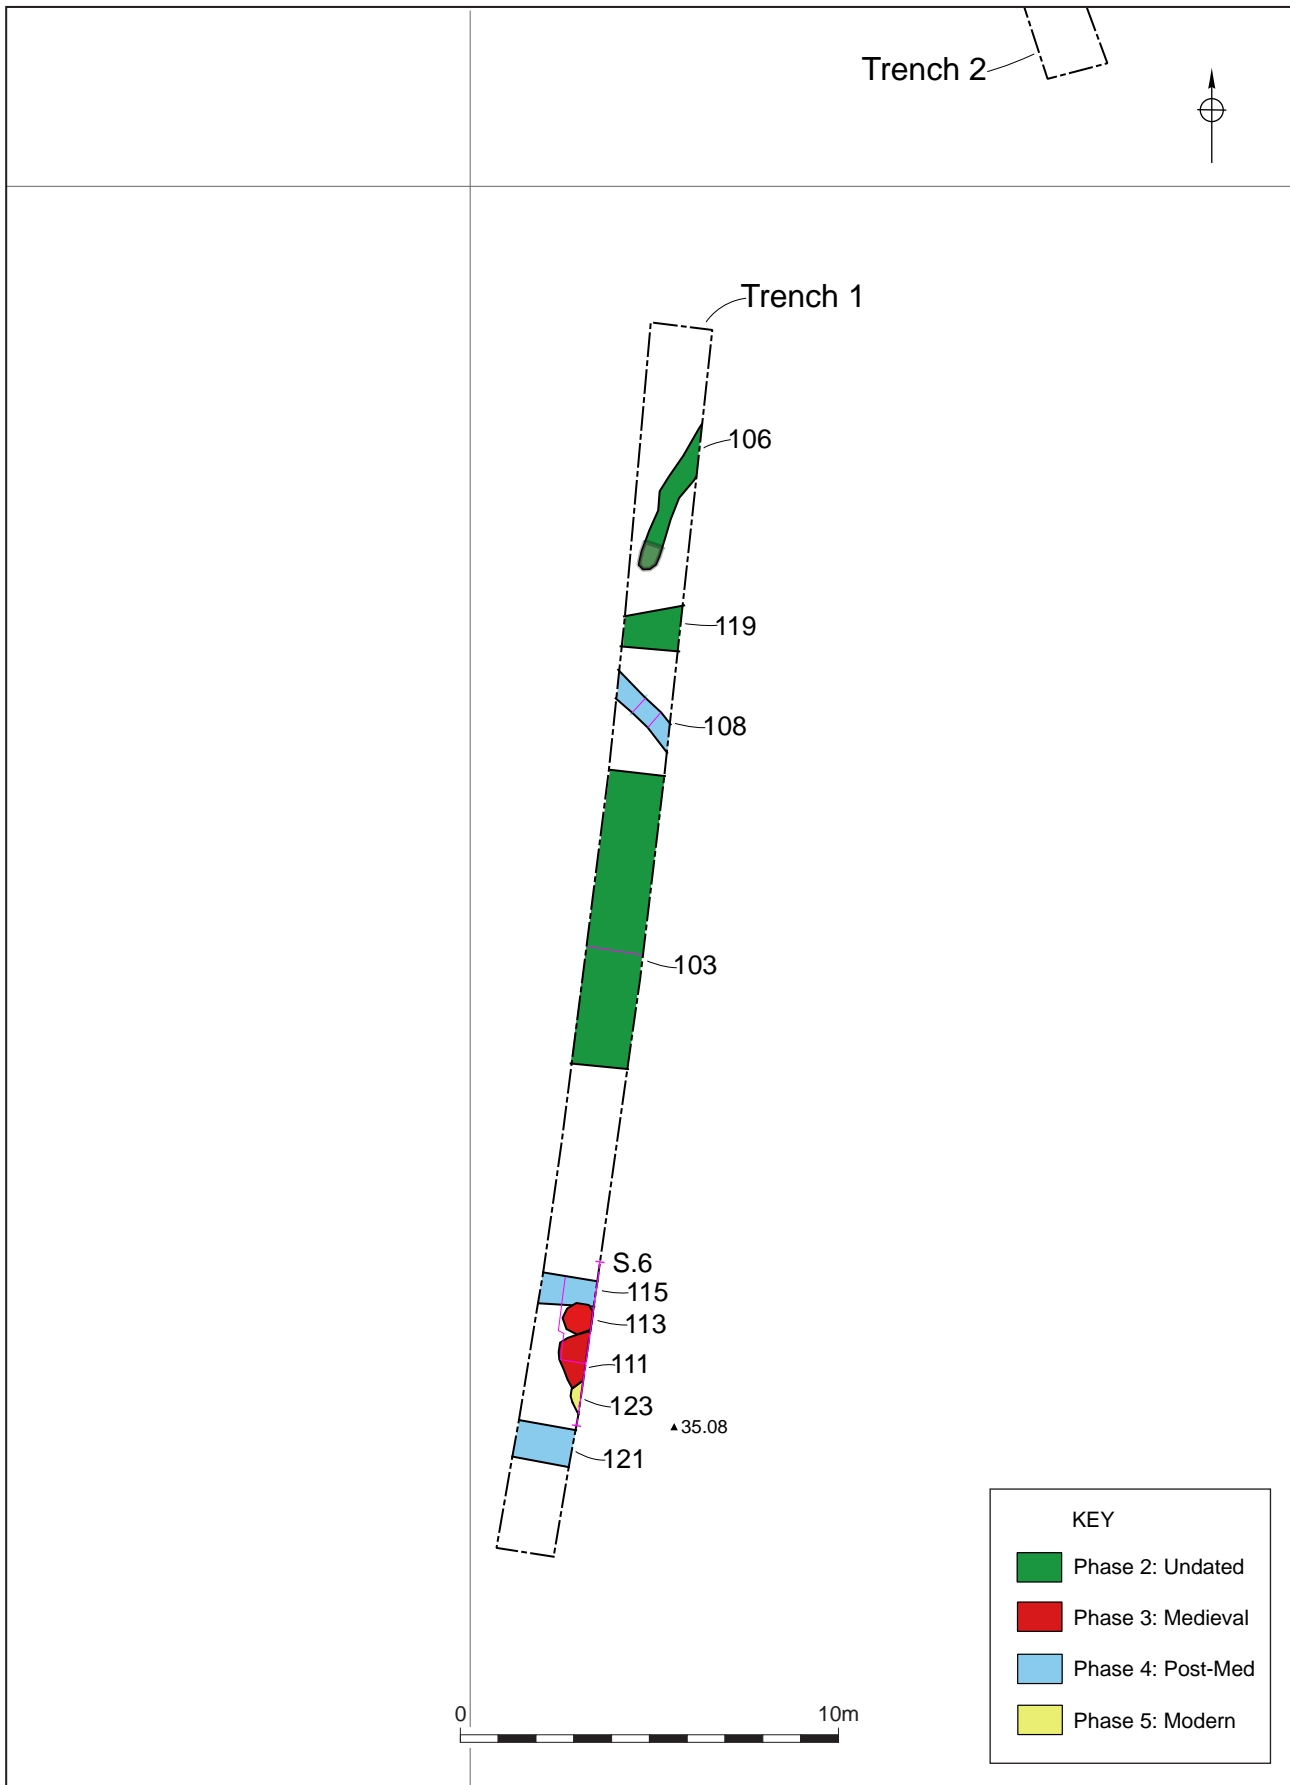 Trench 2
Trench 1
106
119
108
103
S.6
115
113
111
123
35.08
121
KEY
Phase 2: Undated
Phase 3: Medieval
Phase 4: Post-Med
Phase 5: Modern
0 10m